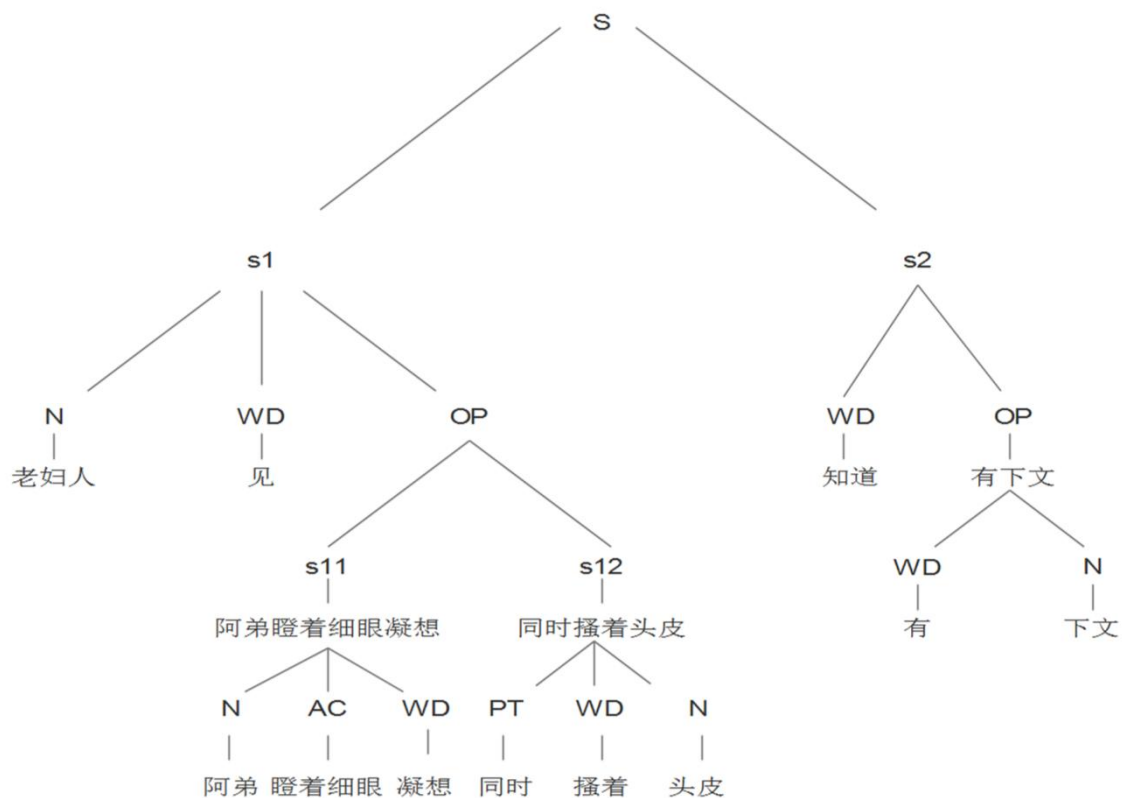 S
s1 s2
N WD OP WD OP
老妇人 见 知道 有下文
s11 s12 WD N
阿弟瞪着细眼凝想 同时搔着头皮 有 下文
N AC WD PT WD N
阿弟 瞪着细眼 凝想 同时 搔着 头皮